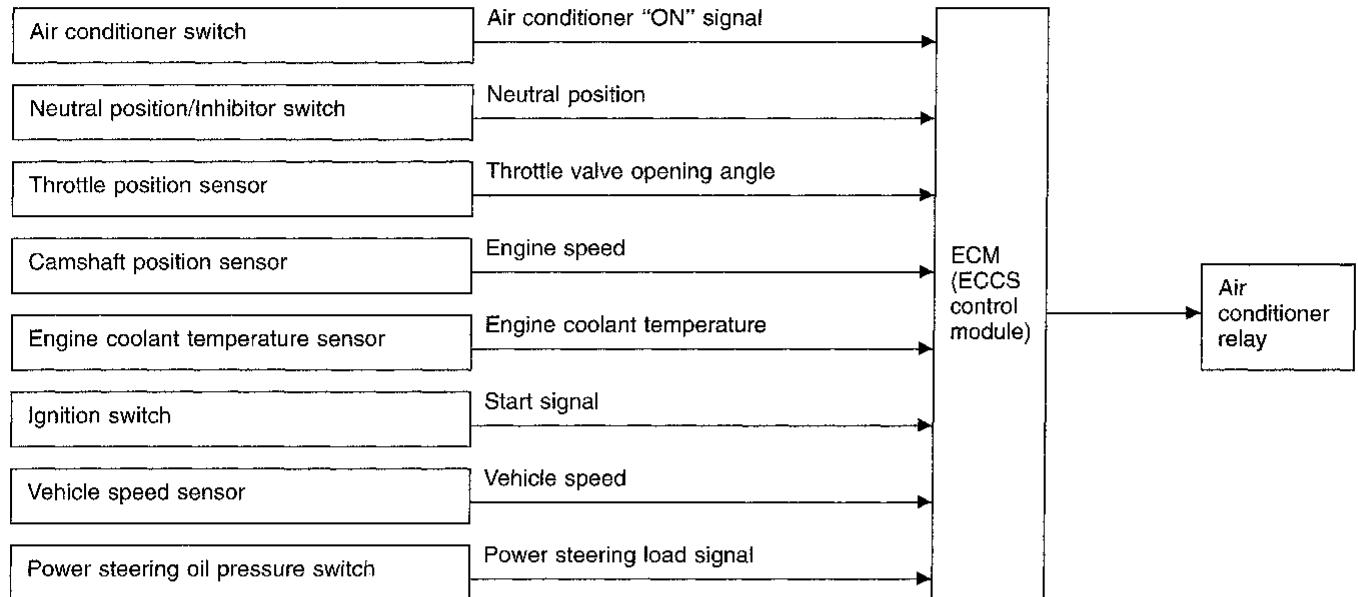 Air conditioner switch
Air conditioner “ON” signal
Neutral position/Inhibitor switch
Neutral position
Throttle position sensor
Throttle valve opening angle
Camshaft position sensor
Engine speed
Engine coolant temperature sensor
Engine coolant temperature
Ignition switch
Start signal
Vehicle speed sensor
Vehicle speed
Power steering oil pressure switch
Power steering load signal
ECM
(ECCS
control
module)
Air
conditioner
relay